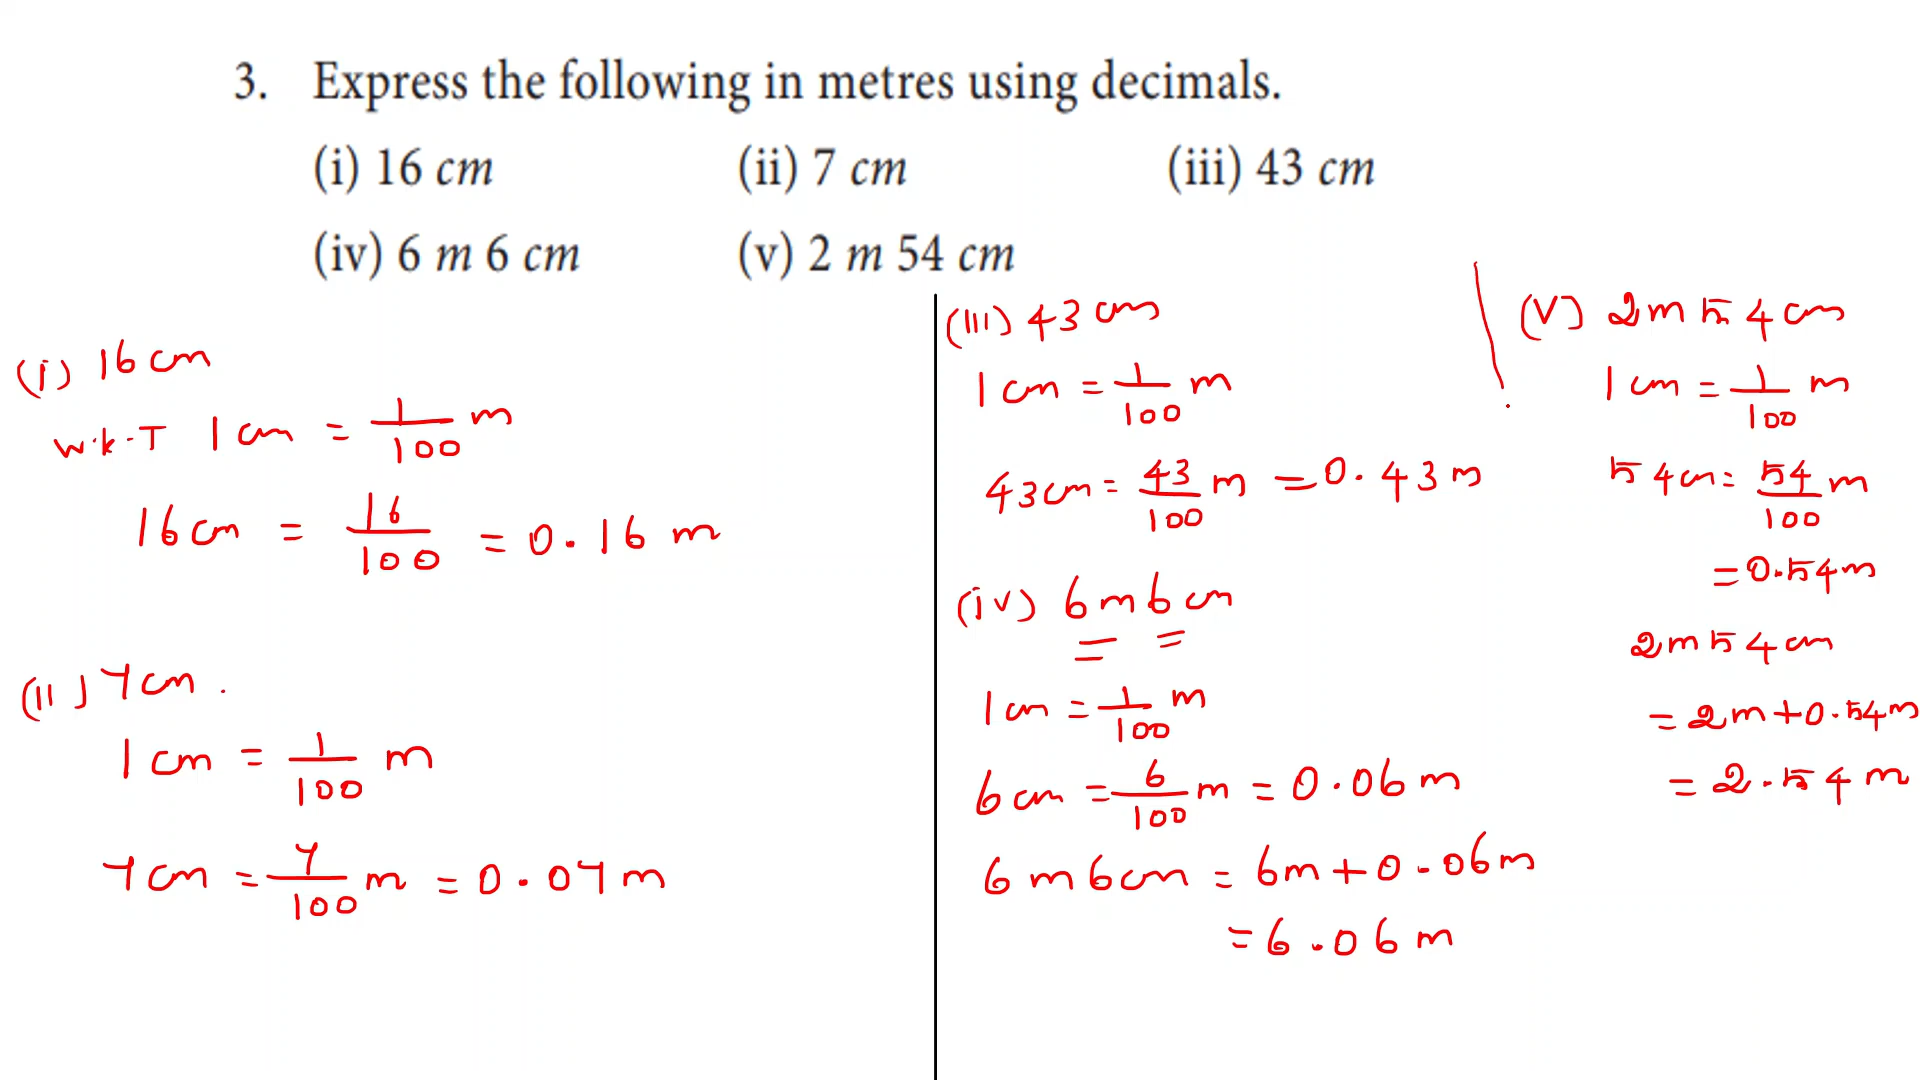 3. Express the following in metres using decimals.
(i) 16 cm (ii) 7 cm (iii) 43 cm
(iv) 6 m 6 cm (v) 2 m 54 cm
(i) 16 cm
W.K.T 1 cm = 1/100 m
16 cm = 16/100 = 0.16 m
(ii) 7 cm.
1 cm = 1/100 m
7 cm = 7/100 m = 0.07 m
(iii) 43 cm
1 cm = 1/100 m
43 cm = 43/100 m = 0.43 m
(iv) 6 m 6 cm
1 cm = 1/100 m
6 cm = 6/100 m = 0.06 m
6 m 6 cm = 6 m + 0.06 m
= 6.06 m
(v) 2 m 54 cm
1 cm = 1/100 m
54 cm = 54/100 m
= 0.54 m
2 m 54 cm
= 2 m + 0.54 m
= 2.54 m